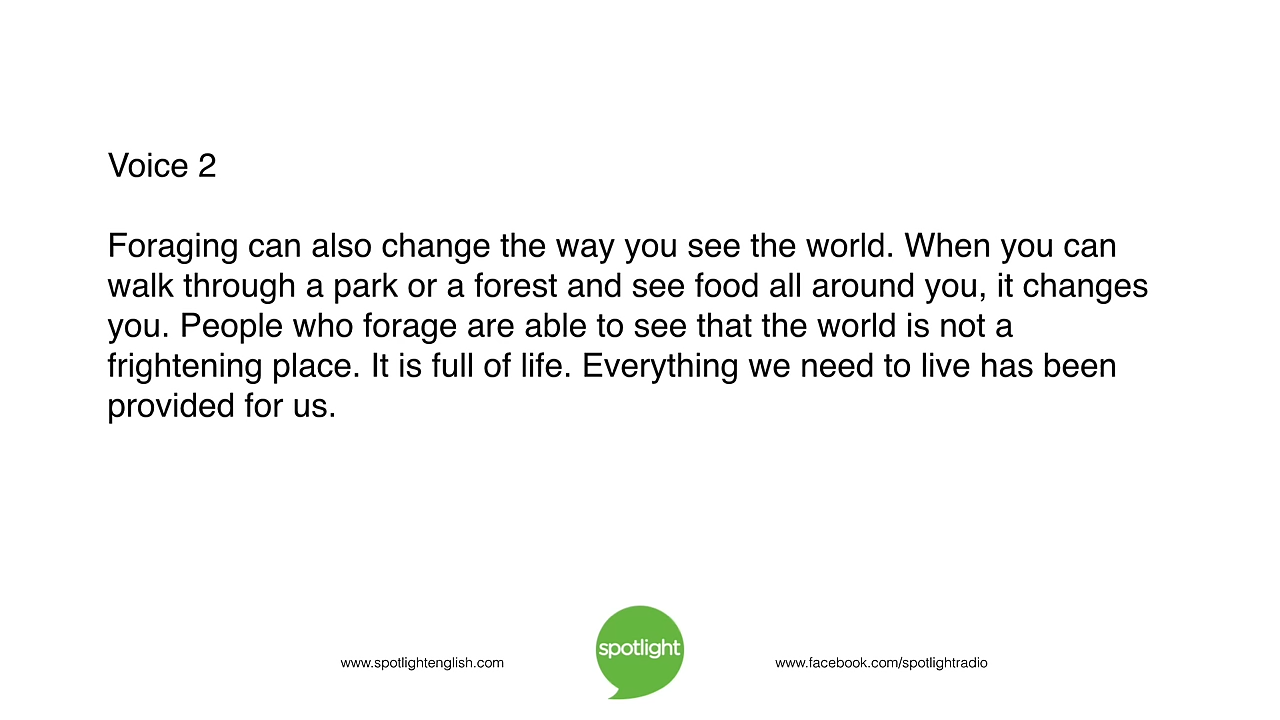 Voice 2
Foraging can also change the way you see the world. When you can
walk through a park or a forest and see food all around you, it changes
you. People who forage are able to see that the world is not a
frightening place. It is full of life. Everything we need to live has been
provided for us.
www.spotlightenglish.com
spotlight
www.facebook.com/spotlightradio